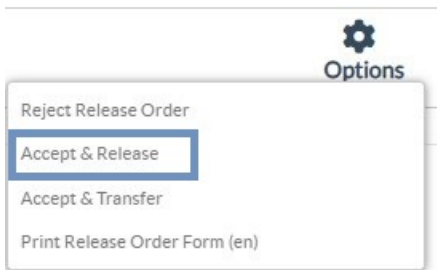 Options
Reject Release Order
Accept & Release
Accept & Transfer
Print Release Order Form (en)